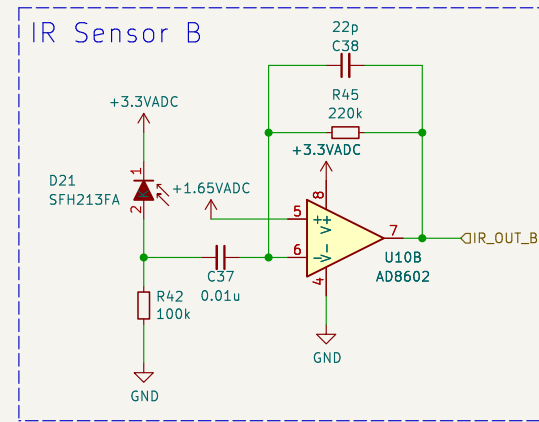 IR Sensor B
22p
C38
+3.3VADC
R45
220k
+3.3VADC
1
D21
SFH213FA
2
+1.65VADC
8
5
V+
+
7
IR_OUT_B
6
-
V-
U10B
AD8602
4
C37
0.01u
R42
100k
GND
GND